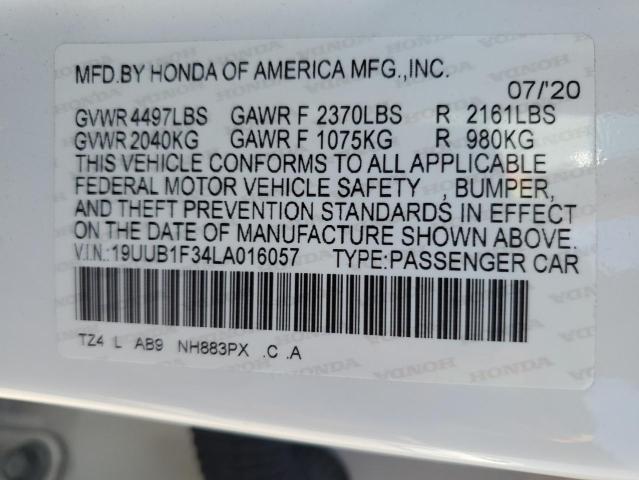 MFD.BY HONDA OF AMERICA MFG.,INC.
07/'20
GVWR 4497LBS GAWR F 2370LBS R 2161LBS
GVWR 2040KG GAWR F 1075KG R 980KG
THIS VEHICLE CONFORMS TO ALL APPLICABLE
FEDERAL MOTOR VEHICLE SAFETY , BUMPER,
AND THEFT PREVENTION STANDARDS IN EFFECT
ON THE DATE OF MANUFACTURE SHOWN ABOVE.
V.I.N.:19UUB1F34LA016057 TYPE:PASSENGER CAR
TZ4 L AB9 NH883PX .C .A